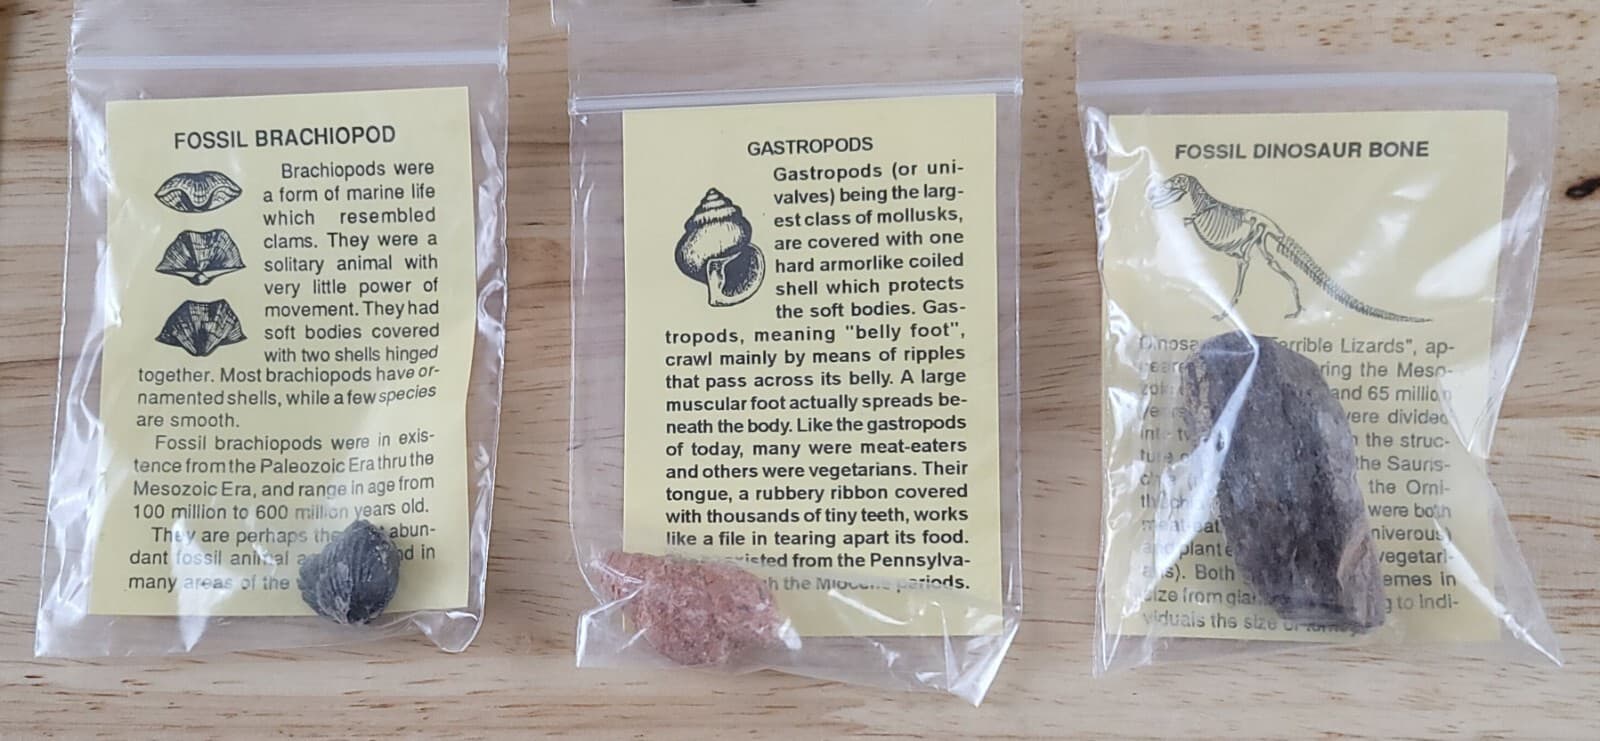 FOSSIL BRACHIOPOD
Brachiopods were
a form of marine life
which resembled
clams. They were a
solitary animal with
very little power of
movement. They had
soft bodies covered
with two shells hinged
together. Most brachiopods have or-
namented shells, while a few species
are smooth.
Fossil brachiopods were in exis-
tence from the Paleozoic Era thru the
Mesozoic Era, and range in age from
100 million to 600 million years old.
They are perhaps the abun-
dant fossil animal in
many areas of the
GASTROPODS
Gastropods (or uni-
valves) being the larg-
est class of mollusks,
are covered with one
hard armorlike coiled
shell which protects
the soft bodies. Gas-
tropods, meaning "belly foot",
crawl mainly by means of ripples
that pass across its belly. A large
muscular foot actually spreads be-
neath the body. Like the gastropods
of today, many were meat-eaters
and others were vegetarians. Their
tongue, a rubbery ribbon covered
with thousands of tiny teeth, works
like a file in tearing apart its food.
from the Pennsylva-
the Miocene periods.
FOSSIL DINOSAUR BONE
Lizards", ap-
the Meso-
and 65 million
were divided
the struc-
the Sauris-
the Orni-
were both
Both
size from
to indi-
viduals the size